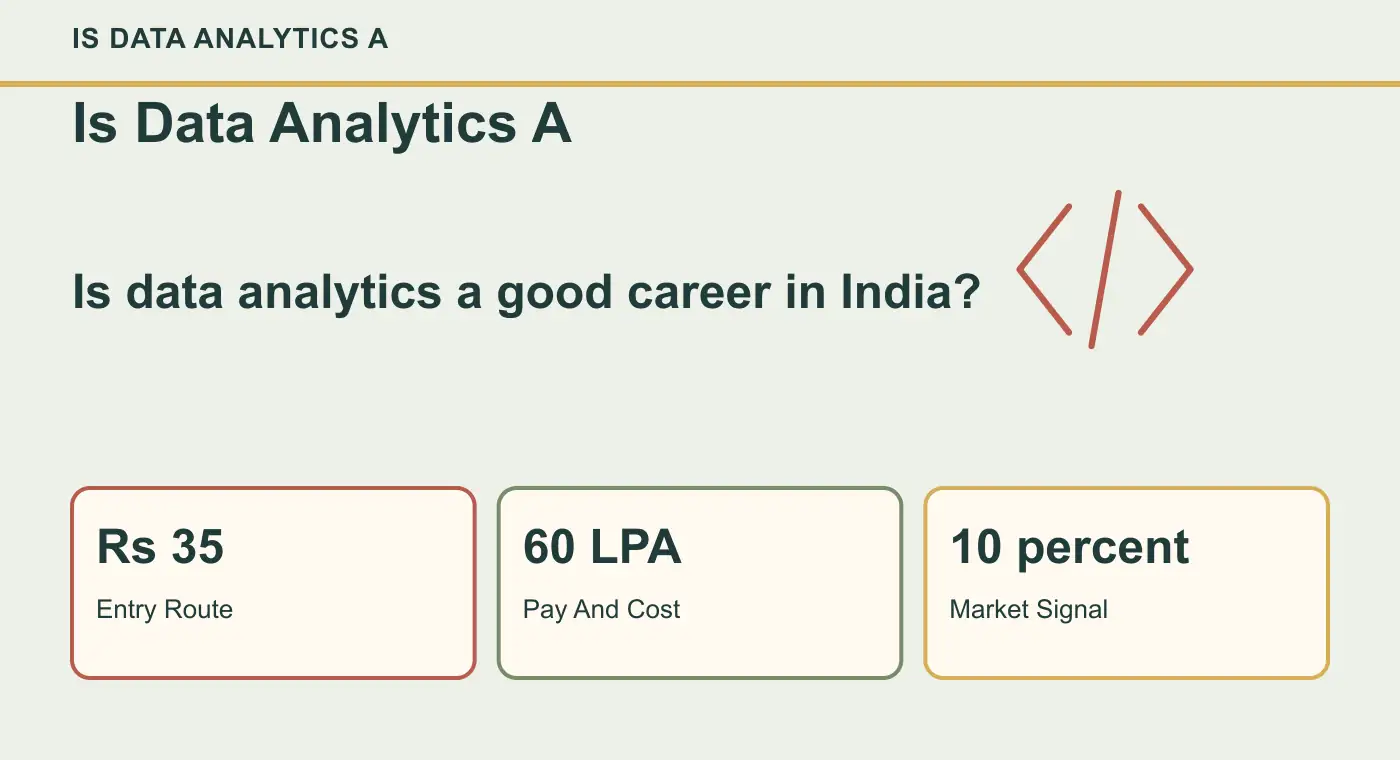 IS DATA ANALYTICS A
Is Data Analytics A
Is data analytics a good career in India?
Rs 35
Entry Route
60 LPA
Pay And Cost
10 percent
Market Signal